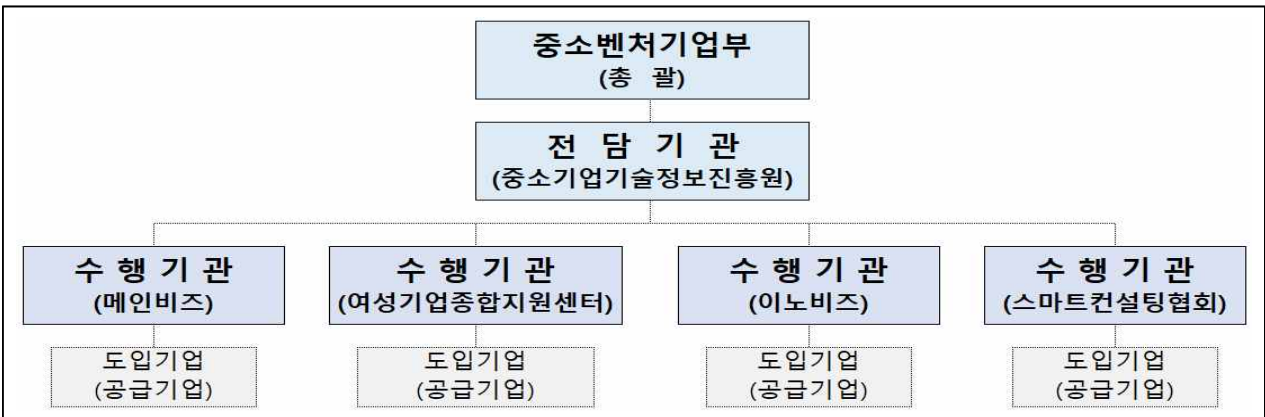 중소벤처기업부
(총 괄)
전 담 기 관
(중소기업기술정보진흥원)
수 행 기 관
(메인비즈)
수 행 기 관
(여성기업종합지원센터)
수 행 기 관
(이노비즈)
수 행 기 관
(스마트컨설팅협회)
도입기업
(공급기업)
도입기업
(공급기업)
도입기업
(공급기업)
도입기업
(공급기업)